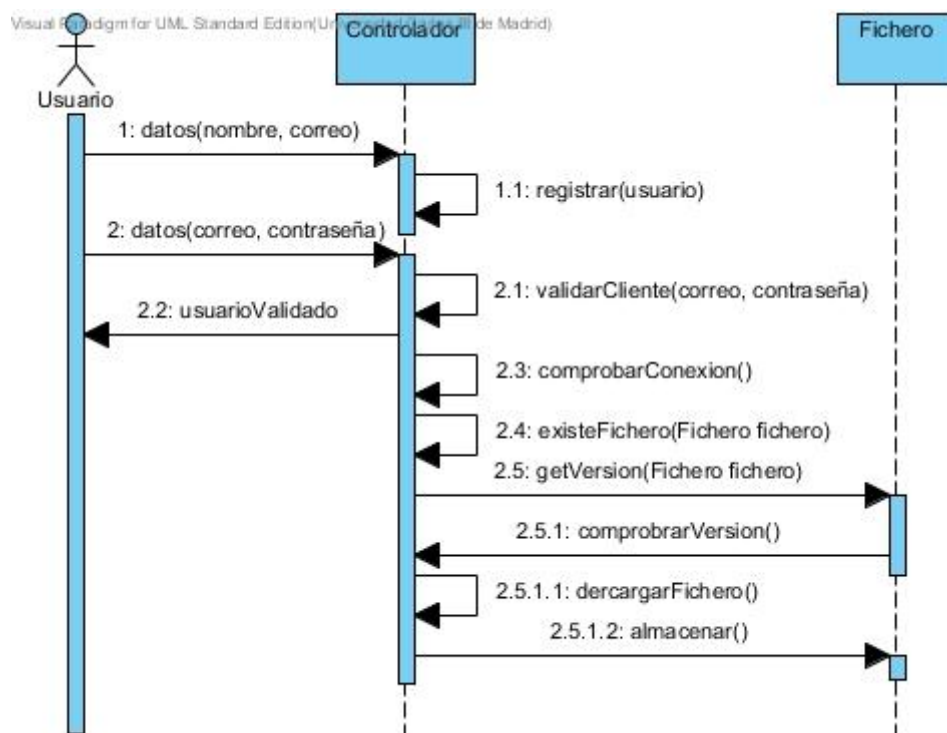 Visual Paradigm for UML Standard Edition( de Madrid)
Controlador
Fichero
Usuario
1: datos(nombre, correo)
1.1: registrar(usuario)
2: datos(correo, contraseña)
2.1: validarCliente(correo, contraseña)
2.2: usuarioValidado
2.3: comprobarConexion()
2.4: existeFichero(Fichero fichero)
2.5: getVersion(Fichero fichero)
2.5.1: comprobrarVersion()
2.5.1.1: dercargarFichero()
2.5.1.2: almacenar()